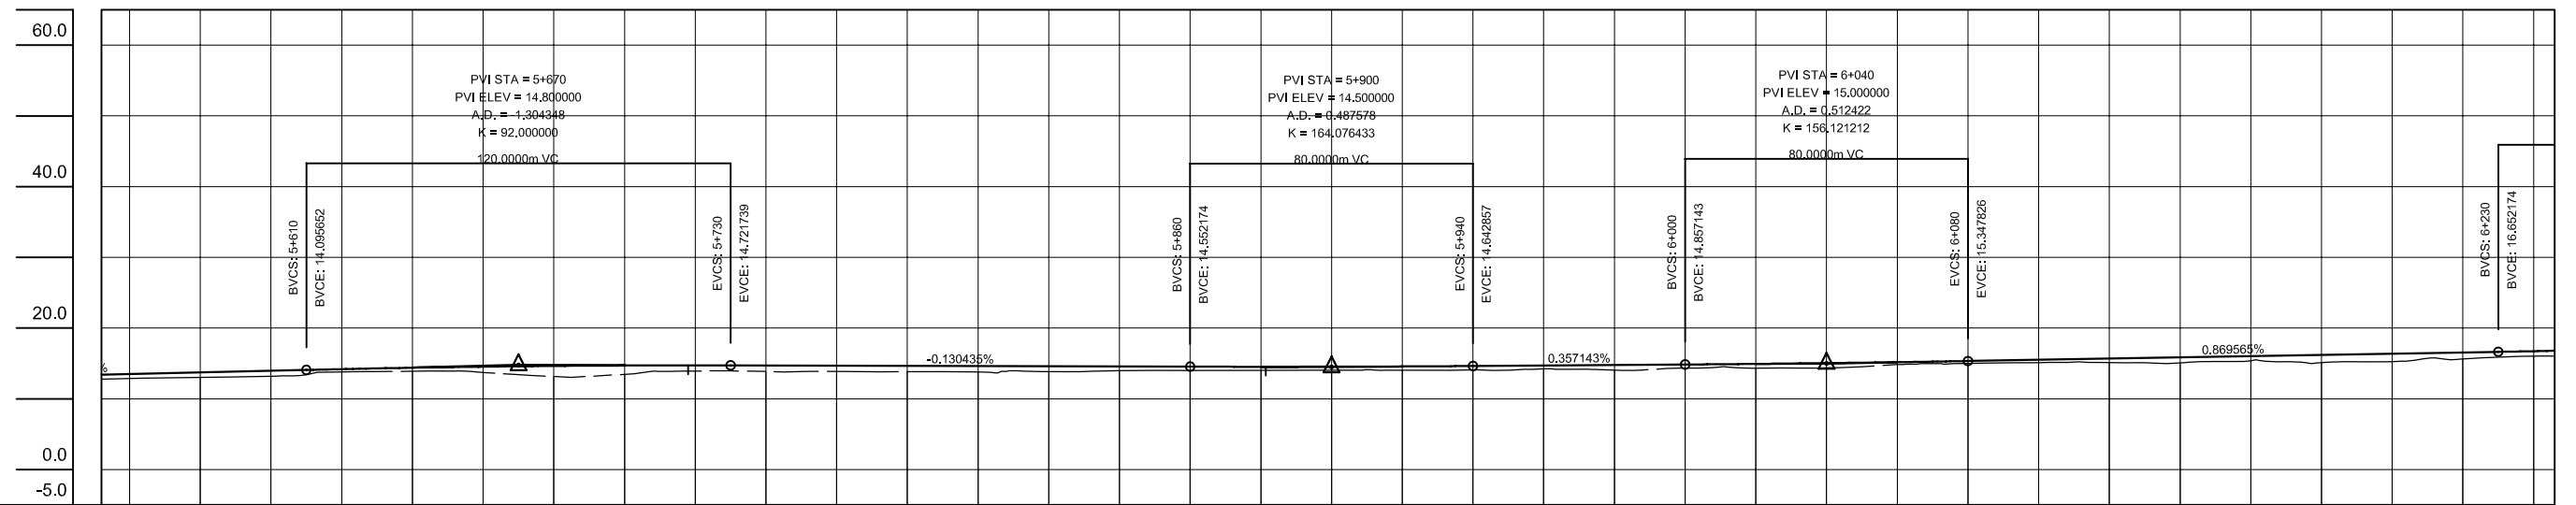 60.0
40.0
20.0
0.0
-5.0
PVI STA = 5+670
PVI ELEV = 14.800000
A.D. = -1.304348
K = 92.000000
120.0000m VC
BVCS: 5+610
BVCE: 14.095652
EVCS: 5+730
EVCE: 14.721739
PVI STA = 5+900
PVI ELEV = 14.500000
A.D. = 0.487578
K = 164.076433
80.0000m VC
BVCS: 5+860
BVCE: 14.552174
EVCS: 5+940
EVCE: 14.642857
PVI STA = 6+040
PVI ELEV = 15.000000
A.D. = 0.512422
K = 156.121212
80.0000m VC
BVCS: 6+000
BVCE: 14.857143
EVCS: 6+080
EVCE: 15.347826
BVCS: 6+230
BVCE: 16.652174
%
-0.130435%
0.357143%
0.869565%